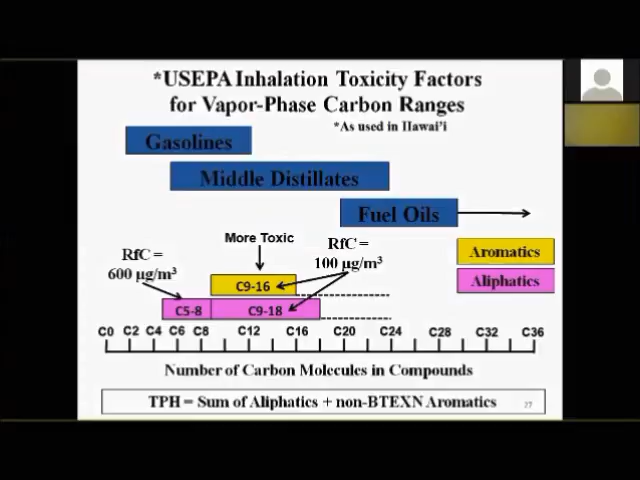 *USEPA Inhalation Toxicity Factors
for Vapor-Phase Carbon Ranges
*As used in Hawai'i
Gasolines
Middle Distillates
Fuel Oils
More Toxic
RfC =
600 µg/m³
RfC =
100 µg/m³
Aromatics
Aliphatics
C9-16
C5-8
C9-18
C0 C2 C4 C6 C8 C12 C16 C20 C24 C28 C32 C36
Number of Carbon Molecules in Compounds
TPH = Sum of Aliphatics + non-BTEXN Aromatics
27